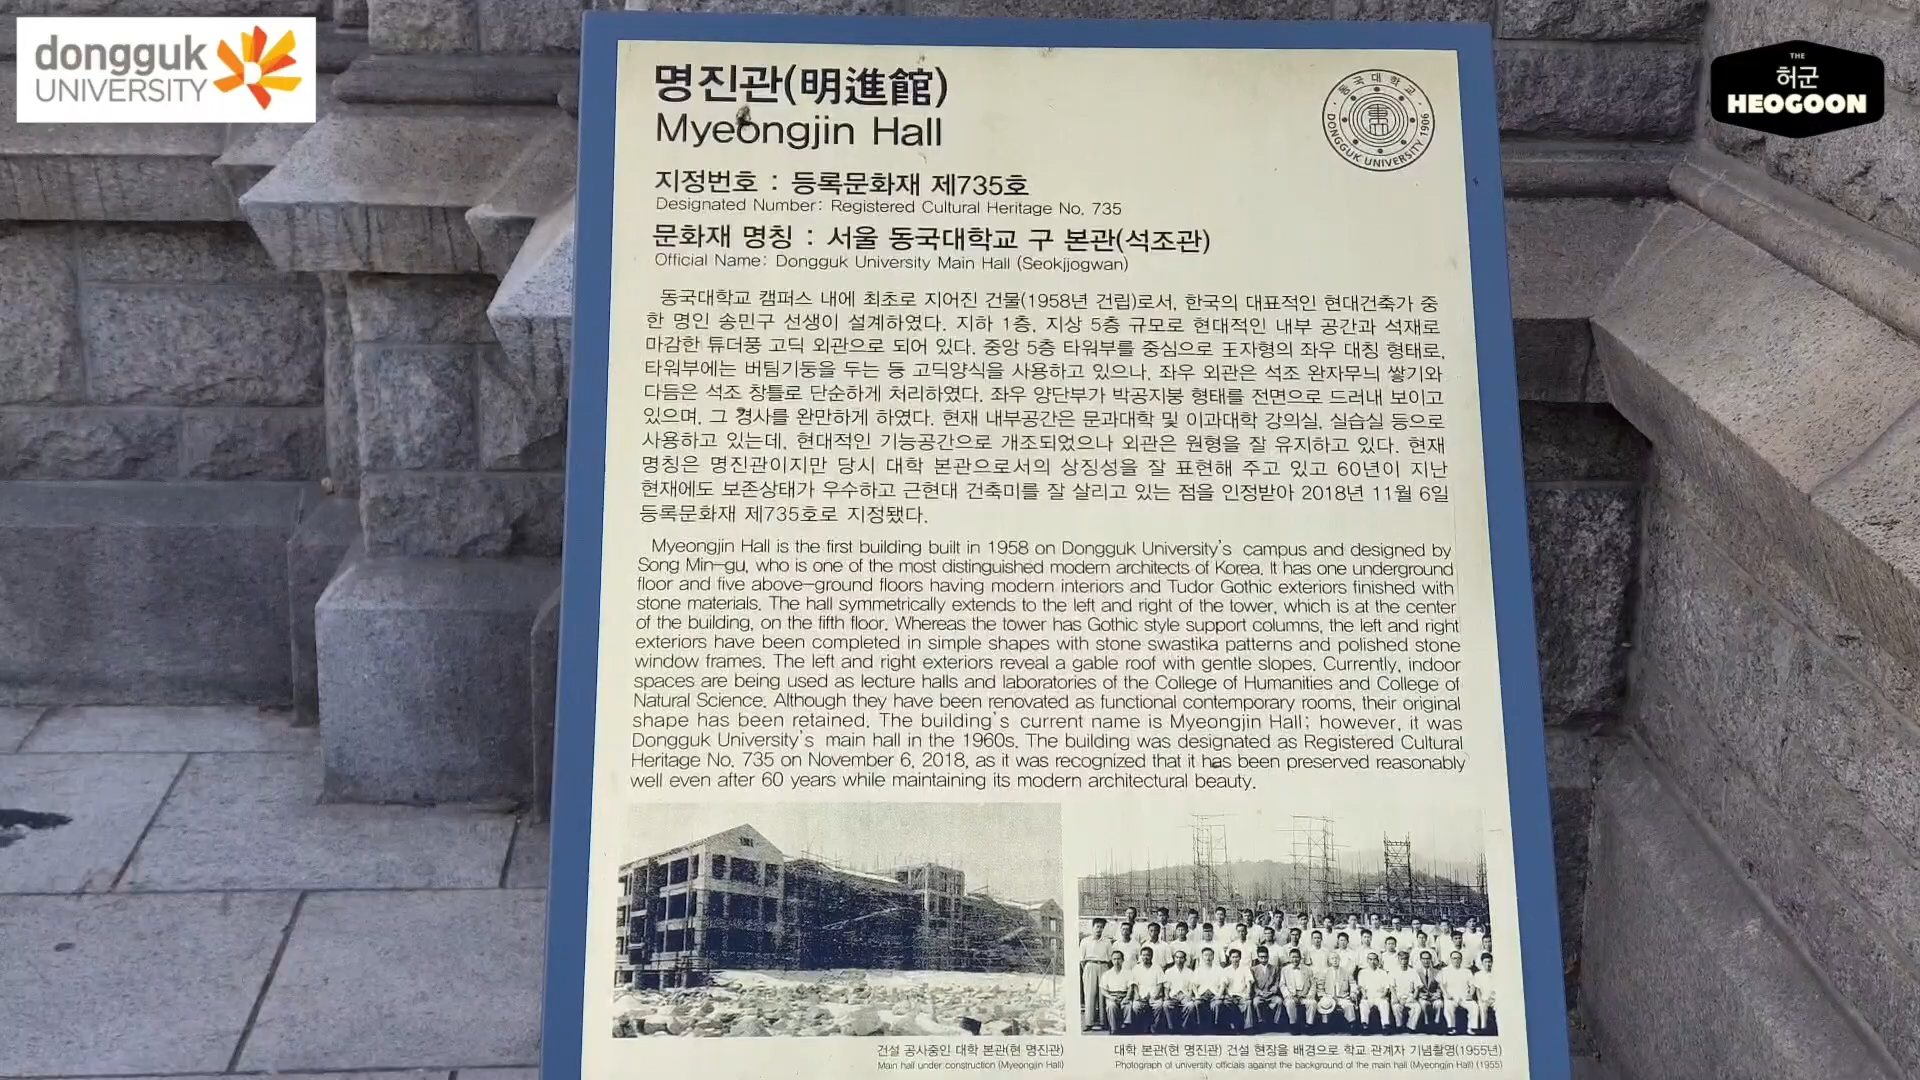 dongguk
UNIVERSITY
THE
허군
HEOGOON
명진관(明進館)
Myeongjin Hall
동국대학교
DONGGUK UNIVERSITY 1906
지정번호 : 등록문화재 제735호
Designated Number: Registered Cultural Heritage No. 735
문화재 명칭 : 서울 동국대학교 구 본관(석조관)
Official Name: Dongguk University Main Hall (Seokjjogwan)
동국대학교 캠퍼스 내에 최초로 지어진 건물(1958년 건립)로서, 한국의 대표적인 현대건축가 중
한 명인 송민구 선생이 설계하였다. 지하 1층, 지상 5층 규모로 현대적인 내부 공간과 석재로
마감한 튜더풍 고딕 외관으로 되어 있다. 중앙 5층 타워부를 중심으로 王자형의 좌우 대칭 형태로,
타워부에는 버팀기둥을 두는 등 고딕양식을 사용하고 있으나, 좌우 외관은 석조 완자무늬 쌓기와
다듬은 석조 창틀로 단순하게 처리하였다. 좌우 양단부가 박공지붕 형태를 전면으로 드러내 보이고
있으며, 그 경사를 완만하게 하였다. 현재 내부공간은 문과대학 및 이과대학 강의실, 실습실 등으로
사용하고 있는데, 현대적인 기능공간으로 개조되었으나 외관은 원형을 잘 유지하고 있다. 현재
명칭은 명진관이지만 당시 대학 본관으로서의 상징성을 잘 표현해 주고 있고 60년이 지난
현재에도 보존상태가 우수하고 근현대 건축미를 잘 살리고 있는 점을 인정받아 2018년 11월 6일
등록문화재 제735호로 지정됐다.
Myeongjin Hall is the first building built in 1958 on Dongguk University's campus and designed by
Song Min-gu, who is one of the most distinguished modern architects of Korea. It has one underground
floor and five above-ground floors having modern interiors and Tudor Gothic exteriors finished with
stone materials. The hall symmetrically extends to the left and right of the tower, which is at the center
of the building, on the fifth floor. Whereas the tower has Gothic style support columns, the left and right
exteriors have been completed in simple shapes with stone swastika patterns and polished stone
window frames. The left and right exteriors reveal a gable roof with gentle slopes. Currently, indoor
spaces are being used as lecture halls and laboratories of the College of Humanities and College of
Natural Science. Although they have been renovated as functional contemporary rooms, their original
shape has been retained. The building's current name is Myeongjin Hall; however, it was
Dongguk University's main hall in the 1960s. The building was designated as Registered Cultural
Heritage No. 735 on November 6, 2018, as it was recognized that it has been preserved reasonably
well even after 60 years while maintaining its modern architectural beauty.
건설 공사중인 대학 본관(현 명진관)
Main hall under construction (Myeongjin Hall)
대학 본관(현 명진관) 건설 현장을 배경으로 학교 관계자 기념촬영(1955년)
Photograph of university officials against the background of the main hall (Myeongjin Hall) (1955)